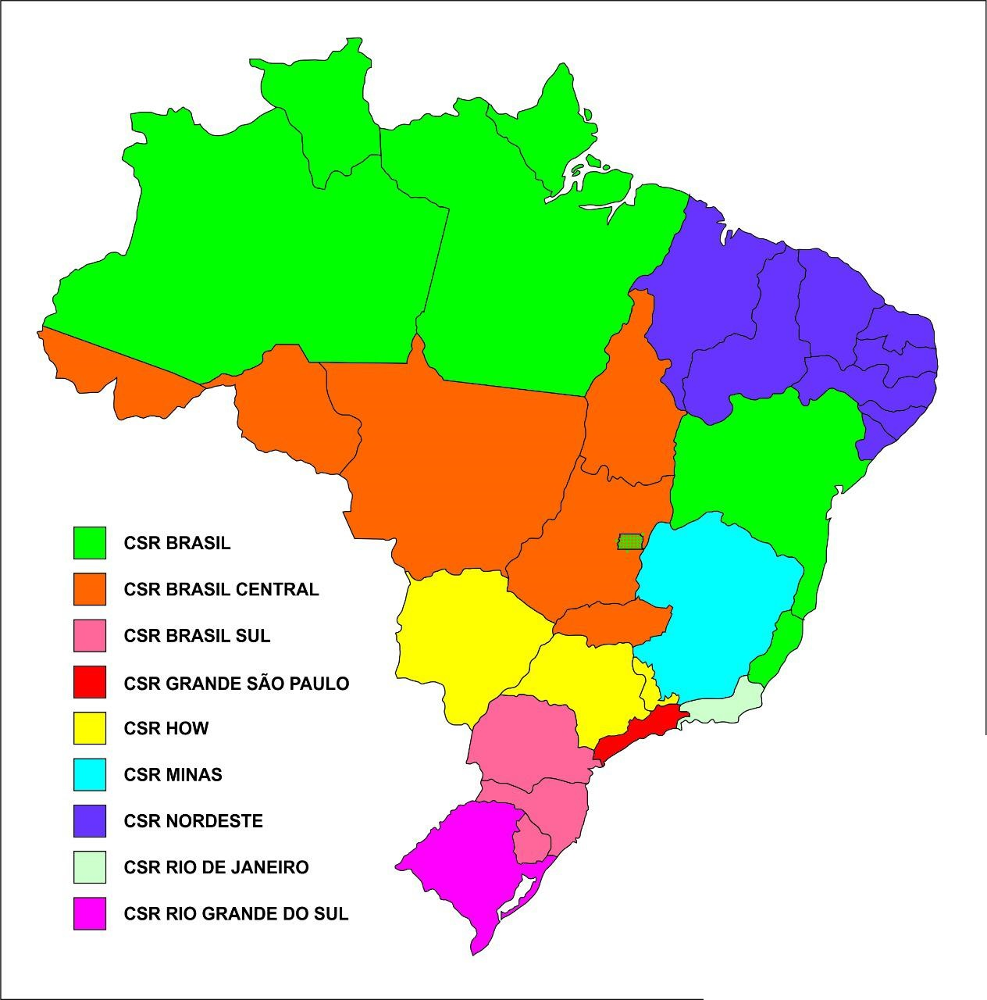 CSR BRASIL
CSR BRASIL CENTRAL
CSR BRASIL SUL
CSR GRANDE SÃO PAULO
CSR HOW
CSR MINAS
CSR NORDESTE
CSR RIO DE JANEIRO
CSR RIO GRANDE DO SUL